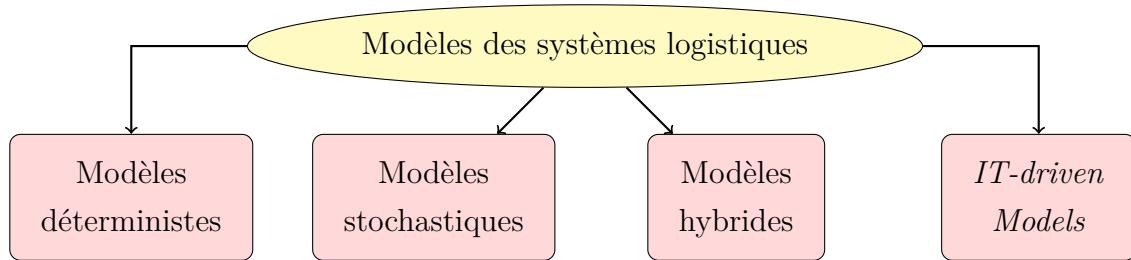 Modèles des systèmes logistiques
Modèles
déterministes
Modèles
stochastiques
Modèles
hybrides
IT-driven
Models